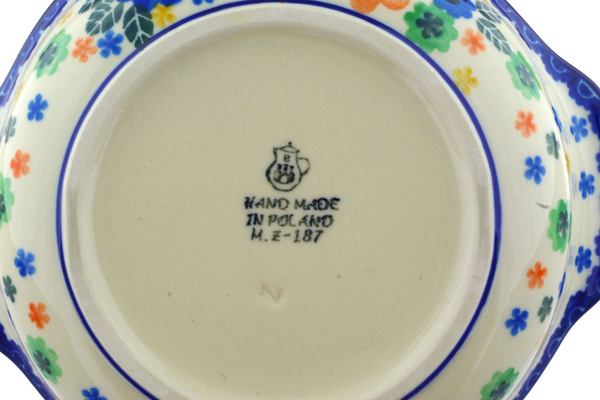 HAND MADE
IN POLAND
M.Z-187
N